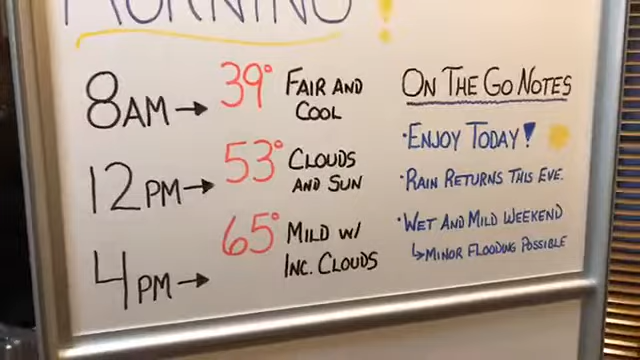 MORNING!
8AM → 39° FAIR AND
COOL
12PM → 53° CLOUDS
AND SUN
4PM → 65° MILD W/
INC. CLOUDS
ON THE GO NOTES
· ENJOY TODAY!
· RAIN RETURNS THIS EVE.
· WET AND MILD WEEKEND
↳ MINOR FLOODING POSSIBLE